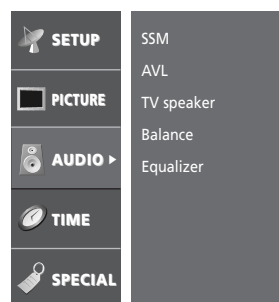 SETUP
PICTURE
AUDIO ▸
TIME
SPECIAL
SSM
AVL
TV speaker
Balance
Equalizer